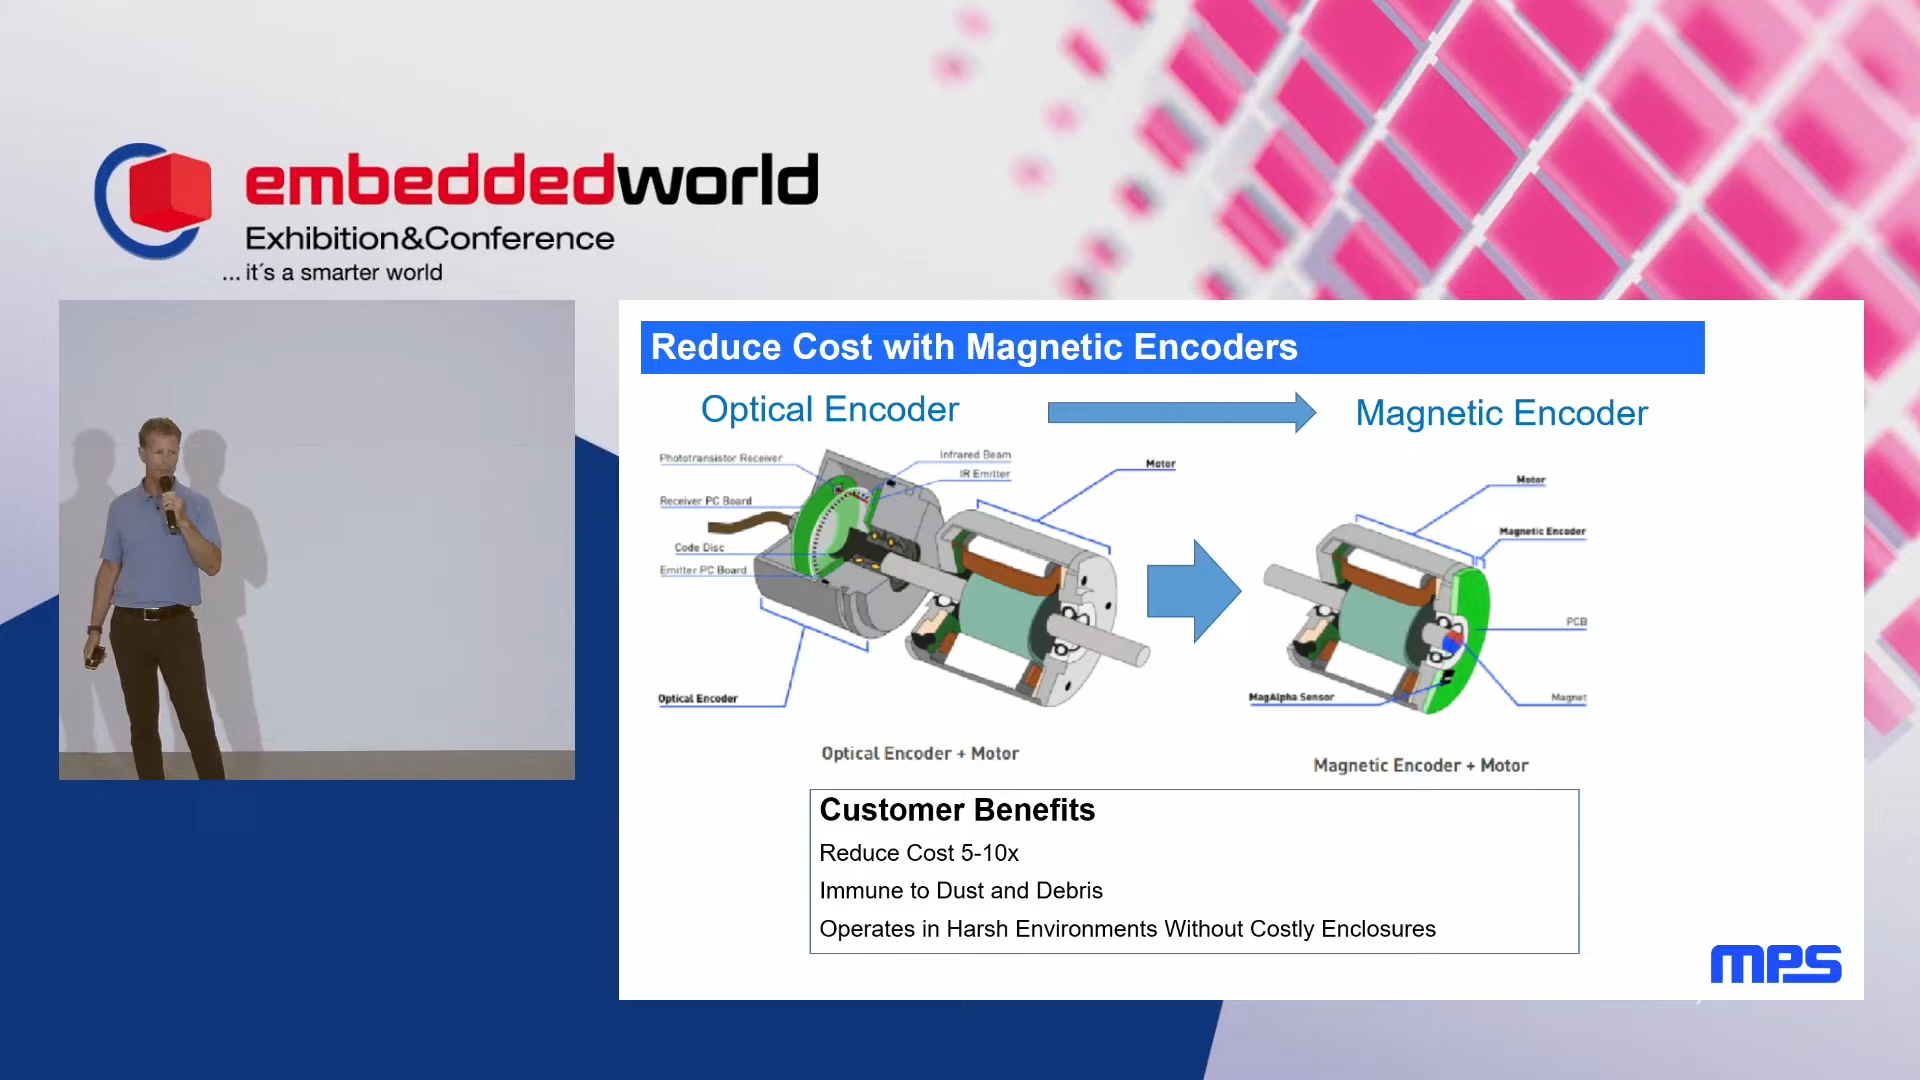 embeddedworld
Exhibition&Conference
... it´s a smarter world
Reduce Cost with Magnetic Encoders
Optical Encoder
Magnetic Encoder
Phototransistor Receiver
Infrared Beam
IR Emitter
Motor
Receiver PC Board
Code Disc
Emitter PC Board
Optical Encoder
Optical Encoder + Motor
Motor
Magnetic Encoder
PCB
MagAlpha Sensor
Magnet
Magnetic Encoder + Motor
Customer Benefits
Reduce Cost 5-10x
Immune to Dust and Debris
Operates in Harsh Environments Without Costly Enclosures
mps